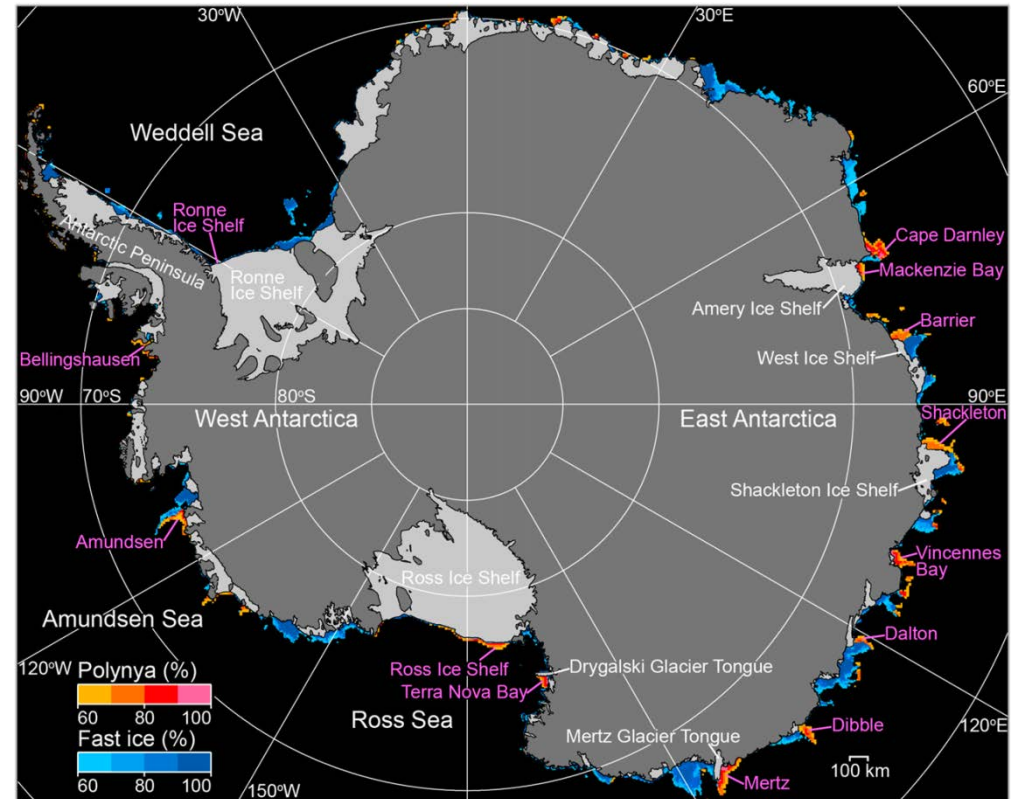 30°W
30°E
60°E
Weddell Sea
Ronne
Ice Shelf
Antarctic Peninsula
Ronne
Ice Shelf
Cape Darnley
Mackenzie Bay
Amery Ice Shelf
Barrier
West Ice Shelf
Bellingshausen
90°W
70°S
80°S
90°E
West Antarctica
East Antarctica
Shackleton
Shackleton Ice Shelf
Amundsen
Vincennes
Bay
Ross Ice Shelf
Amundsen Sea
Dalton
120°W
Polynya (%)
60 80 100
Fast ice (%)
60 80 100
Ross Ice Shelf
Terra Nova Bay
Drygalski Glacier Tongue
Ross Sea
Mertz Glacier Tongue
Dibble
120°E
100 km
Mertz
150°W